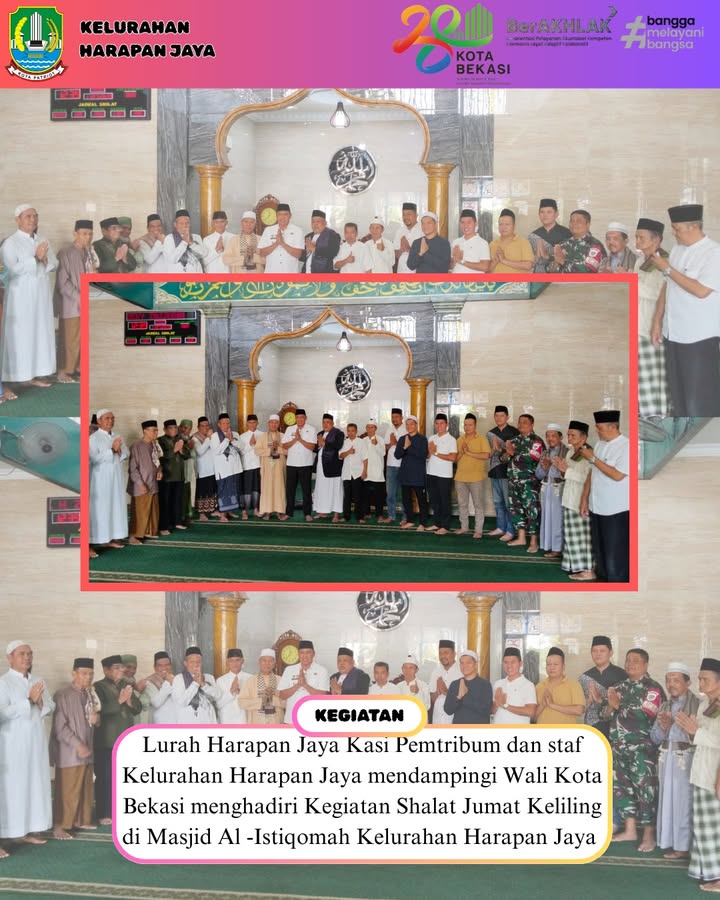 KELURAHAN
HARAPAN JAYA
KOTA PATRIOT
28
KOTA
BEKASI
BerAKHLAK
#bangga
melayani
bangsa
JADWAL SHOLAT
JADWAL SHOLAT
KEGIATAN
Lurah Harapan Jaya Kasi Pemtribum dan staf
Kelurahan Harapan Jaya mendampingi Wali Kota
Bekasi menghadiri Kegiatan Shalat Jumat Keliling
di Masjid Al -Istiqomah Kelurahan Harapan Jaya